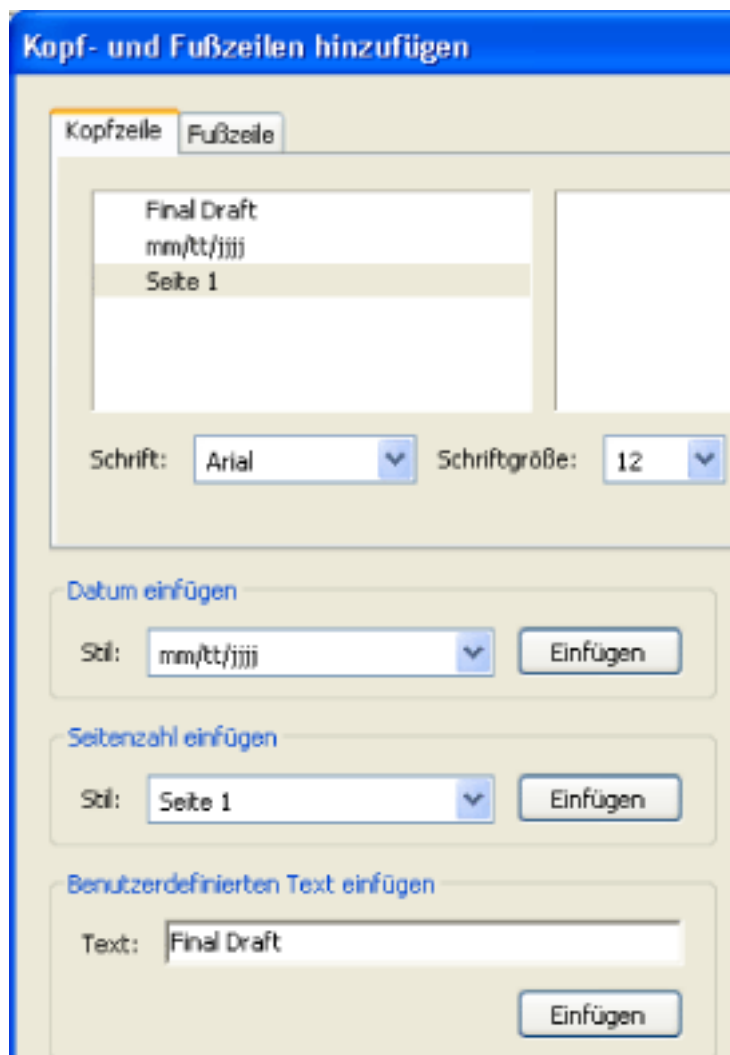 Kopf- und Fußzeilen hinzufügen
Kopfzeile Fußzeile
Final Draft
mm/tt/jjjj
Seite 1
Schrift: Arial Schriftgröße: 12
Datum einfügen
Stil: mm/tt/jjjj Einfügen
Seitenzahl einfügen
Stil: Seite 1 Einfügen
Benutzerdefinierten Text einfügen
Text: Final Draft
Einfügen